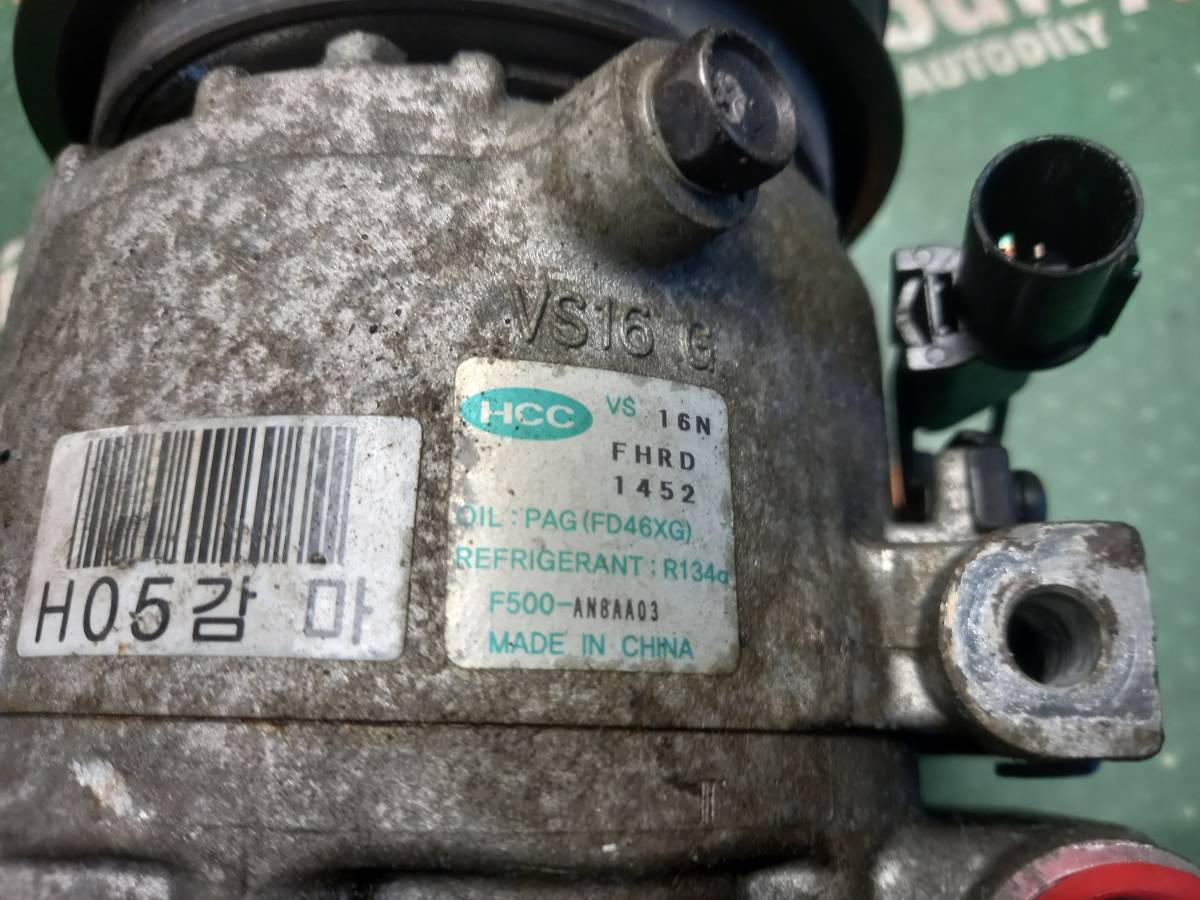 AUTODÍLY
VS16 G
HCC VS 16N
FHRD
1452
OIL : PAG (FD46XG)
REFRIGERANT : R134a
F500-AN8AA03
MADE IN CHINA
H05감 마